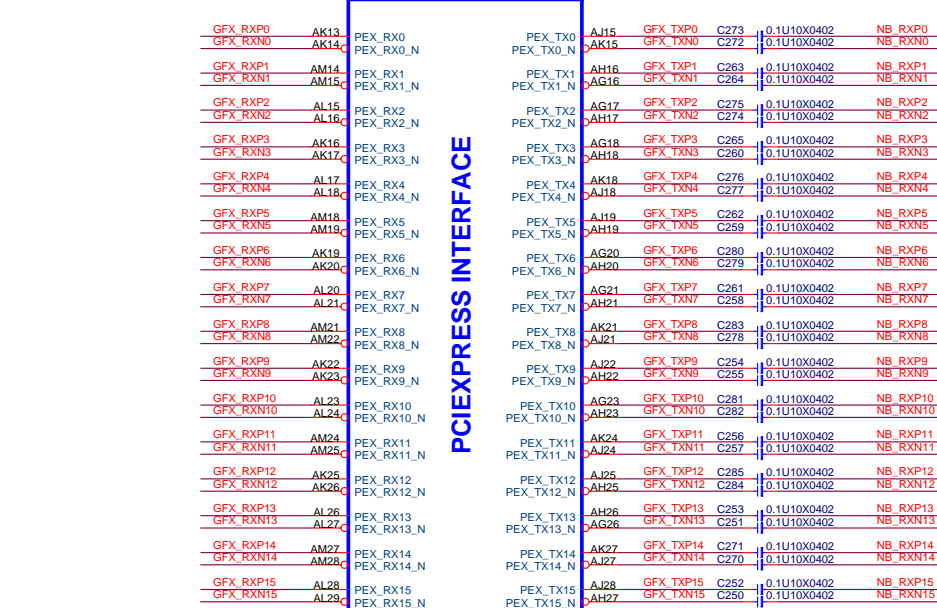 GFX_RXP0 AK13 PEX_RX0 PEX_TX0 AJ15 GFX_TXP0 C273 0.1U10X0402 NB_RXP0
GFX_RXN0 AK14 PEX_RX0_N PEX_TX0_N AK15 GFX_TXN0 C272 0.1U10X0402 NB_RXN0
GFX_RXP1 AM14 PEX_RX1 PEX_TX1 AH16 GFX_TXP1 C263 0.1U10X0402 NB_RXP1
GFX_RXN1 AM15 PEX_RX1_N PEX_TX1_N AG16 GFX_TXN1 C264 0.1U10X0402 NB_RXN1
GFX_RXP2 AL15 PEX_RX2 PEX_TX2 AG17 GFX_TXP2 C275 0.1U10X0402 NB_RXP2
GFX_RXN2 AL16 PEX_RX2_N PEX_TX2_N AH17 GFX_TXN2 C274 0.1U10X0402 NB_RXN2
GFX_RXP3 AK16 PEX_RX3 PEX_TX3 AG18 GFX_TXP3 C265 0.1U10X0402 NB_RXP3
GFX_RXN3 AK17 PEX_RX3_N PEX_TX3_N AH18 GFX_TXN3 C260 0.1U10X0402 NB_RXN3
GFX_RXP4 AL17 PEX_RX4 PEX_TX4 AK18 GFX_TXP4 C276 0.1U10X0402 NB_RXP4
GFX_RXN4 AL18 PEX_RX4_N PEX_TX4_N AJ18 GFX_TXN4 C277 0.1U10X0402 NB_RXN4
GFX_RXP5 AM18 PEX_RX5 PEX_TX5 AJ19 GFX_TXP5 C262 0.1U10X0402 NB_RXP5
GFX_RXN5 AM19 PEX_RX5_N PEX_TX5_N AH19 GFX_TXN5 C259 0.1U10X0402 NB_RXN5
GFX_RXP6 AK19 PEX_RX6 PEX_TX6 AG20 GFX_TXP6 C280 0.1U10X0402 NB_RXP6
GFX_RXN6 AK20 PEX_RX6_N PEX_TX6_N AH20 GFX_TXN6 C279 0.1U10X0402 NB_RXN6
GFX_RXP7 AL20 PEX_RX7 PEX_TX7 AG21 GFX_TXP7 C261 0.1U10X0402 NB_RXP7
GFX_RXN7 AL21 PEX_RX7_N PEX_TX7_N AH21 GFX_TXN7 C258 0.1U10X0402 NB_RXN7
GFX_RXP8 AM21 PEX_RX8 PEX_TX8 AK21 GFX_TXP8 C283 0.1U10X0402 NB_RXP8
GFX_RXN8 AM22 PEX_RX8_N PEX_TX8_N AJ21 GFX_TXN8 C278 0.1U10X0402 NB_RXN8
GFX_RXP9 AK22 PEX_RX9 PEX_TX9 AJ22 GFX_TXP9 C254 0.1U10X0402 NB_RXP9
GFX_RXN9 AK23 PEX_RX9_N PEX_TX9_N AH22 GFX_TXN9 C255 0.1U10X0402 NB_RXN9
GFX_RXP10 AL23 PEX_RX10 PEX_TX10 AG23 GFX_TXP10 C281 0.1U10X0402 NB_RXP10
GFX_RXN10 AL24 PEX_RX10_N PEX_TX10_N AH23 GFX_TXN10 C282 0.1U10X0402 NB_RXN10
GFX_RXP11 AM24 PEX_RX11 PEX_TX11 AK24 GFX_TXP11 C256 0.1U10X0402 NB_RXP11
GFX_RXN11 AM25 PEX_RX11_N PEX_TX11_N AJ24 GFX_TXN11 C257 0.1U10X0402 NB_RXN11
GFX_RXP12 AK25 PEX_RX12 PEX_TX12 AJ25 GFX_TXP12 C285 0.1U10X0402 NB_RXP12
GFX_RXN12 AK26 PEX_RX12_N PEX_TX12_N AH25 GFX_TXN12 C284 0.1U10X0402 NB_RXN12
GFX_RXP13 AL26 PEX_RX13 PEX_TX13 AH26 GFX_TXP13 C253 0.1U10X0402 NB_RXP13
GFX_RXN13 AL27 PEX_RX13_N PEX_TX13_N AG26 GFX_TXN13 C251 0.1U10X0402 NB_RXN13
GFX_RXP14 AM27 PEX_RX14 PEX_TX14 AK27 GFX_TXP14 C271 0.1U10X0402 NB_RXP14
GFX_RXN14 AM28 PEX_RX14_N PEX_TX14_N AJ27 GFX_TXN14 C270 0.1U10X0402 NB_RXN14
GFX_RXP15 AL28 PEX_RX15 PEX_TX15 AJ28 GFX_TXP15 C252 0.1U10X0402 NB_RXP15
GFX_RXN15 AL29 PEX_RX15_N PEX_TX15_N AH27 GFX_TXN15 C250 0.1U10X0402 NB_RXN15
PCIEXPRESS INTERFACE